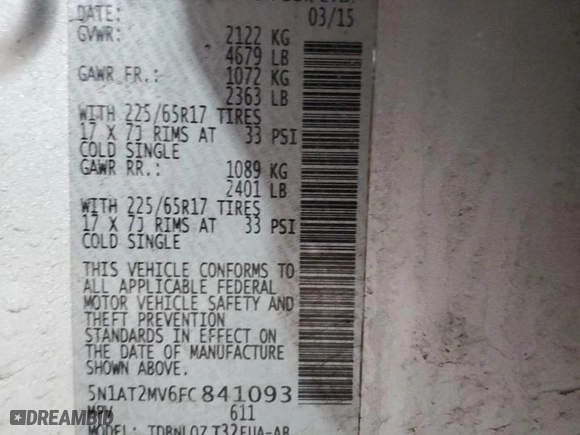 DATE: 03/15
GVWR: 2122 KG
4679 LB
GAWR FR.: 1072 KG
2363 LB
WITH 225/65R17 TIRES
17 X 7J RIMS AT 33 PSI
COLD SINGLE
GAWR RR.: 1089 KG
2401 LB
WITH 225/65R17 TIRES
17 X 7J RIMS AT 33 PSI
COLD SINGLE
THIS VEHICLE CONFORMS TO
ALL APPLICABLE FEDERAL
MOTOR VEHICLE SAFETY AND
THEFT PREVENTION
STANDARDS IN EFFECT ON
THE DATE OF MANUFACTURE
SHOWN ABOVE.
5N1AT2MV6FC841093
MPV 611
MODEL:
DREAMBID